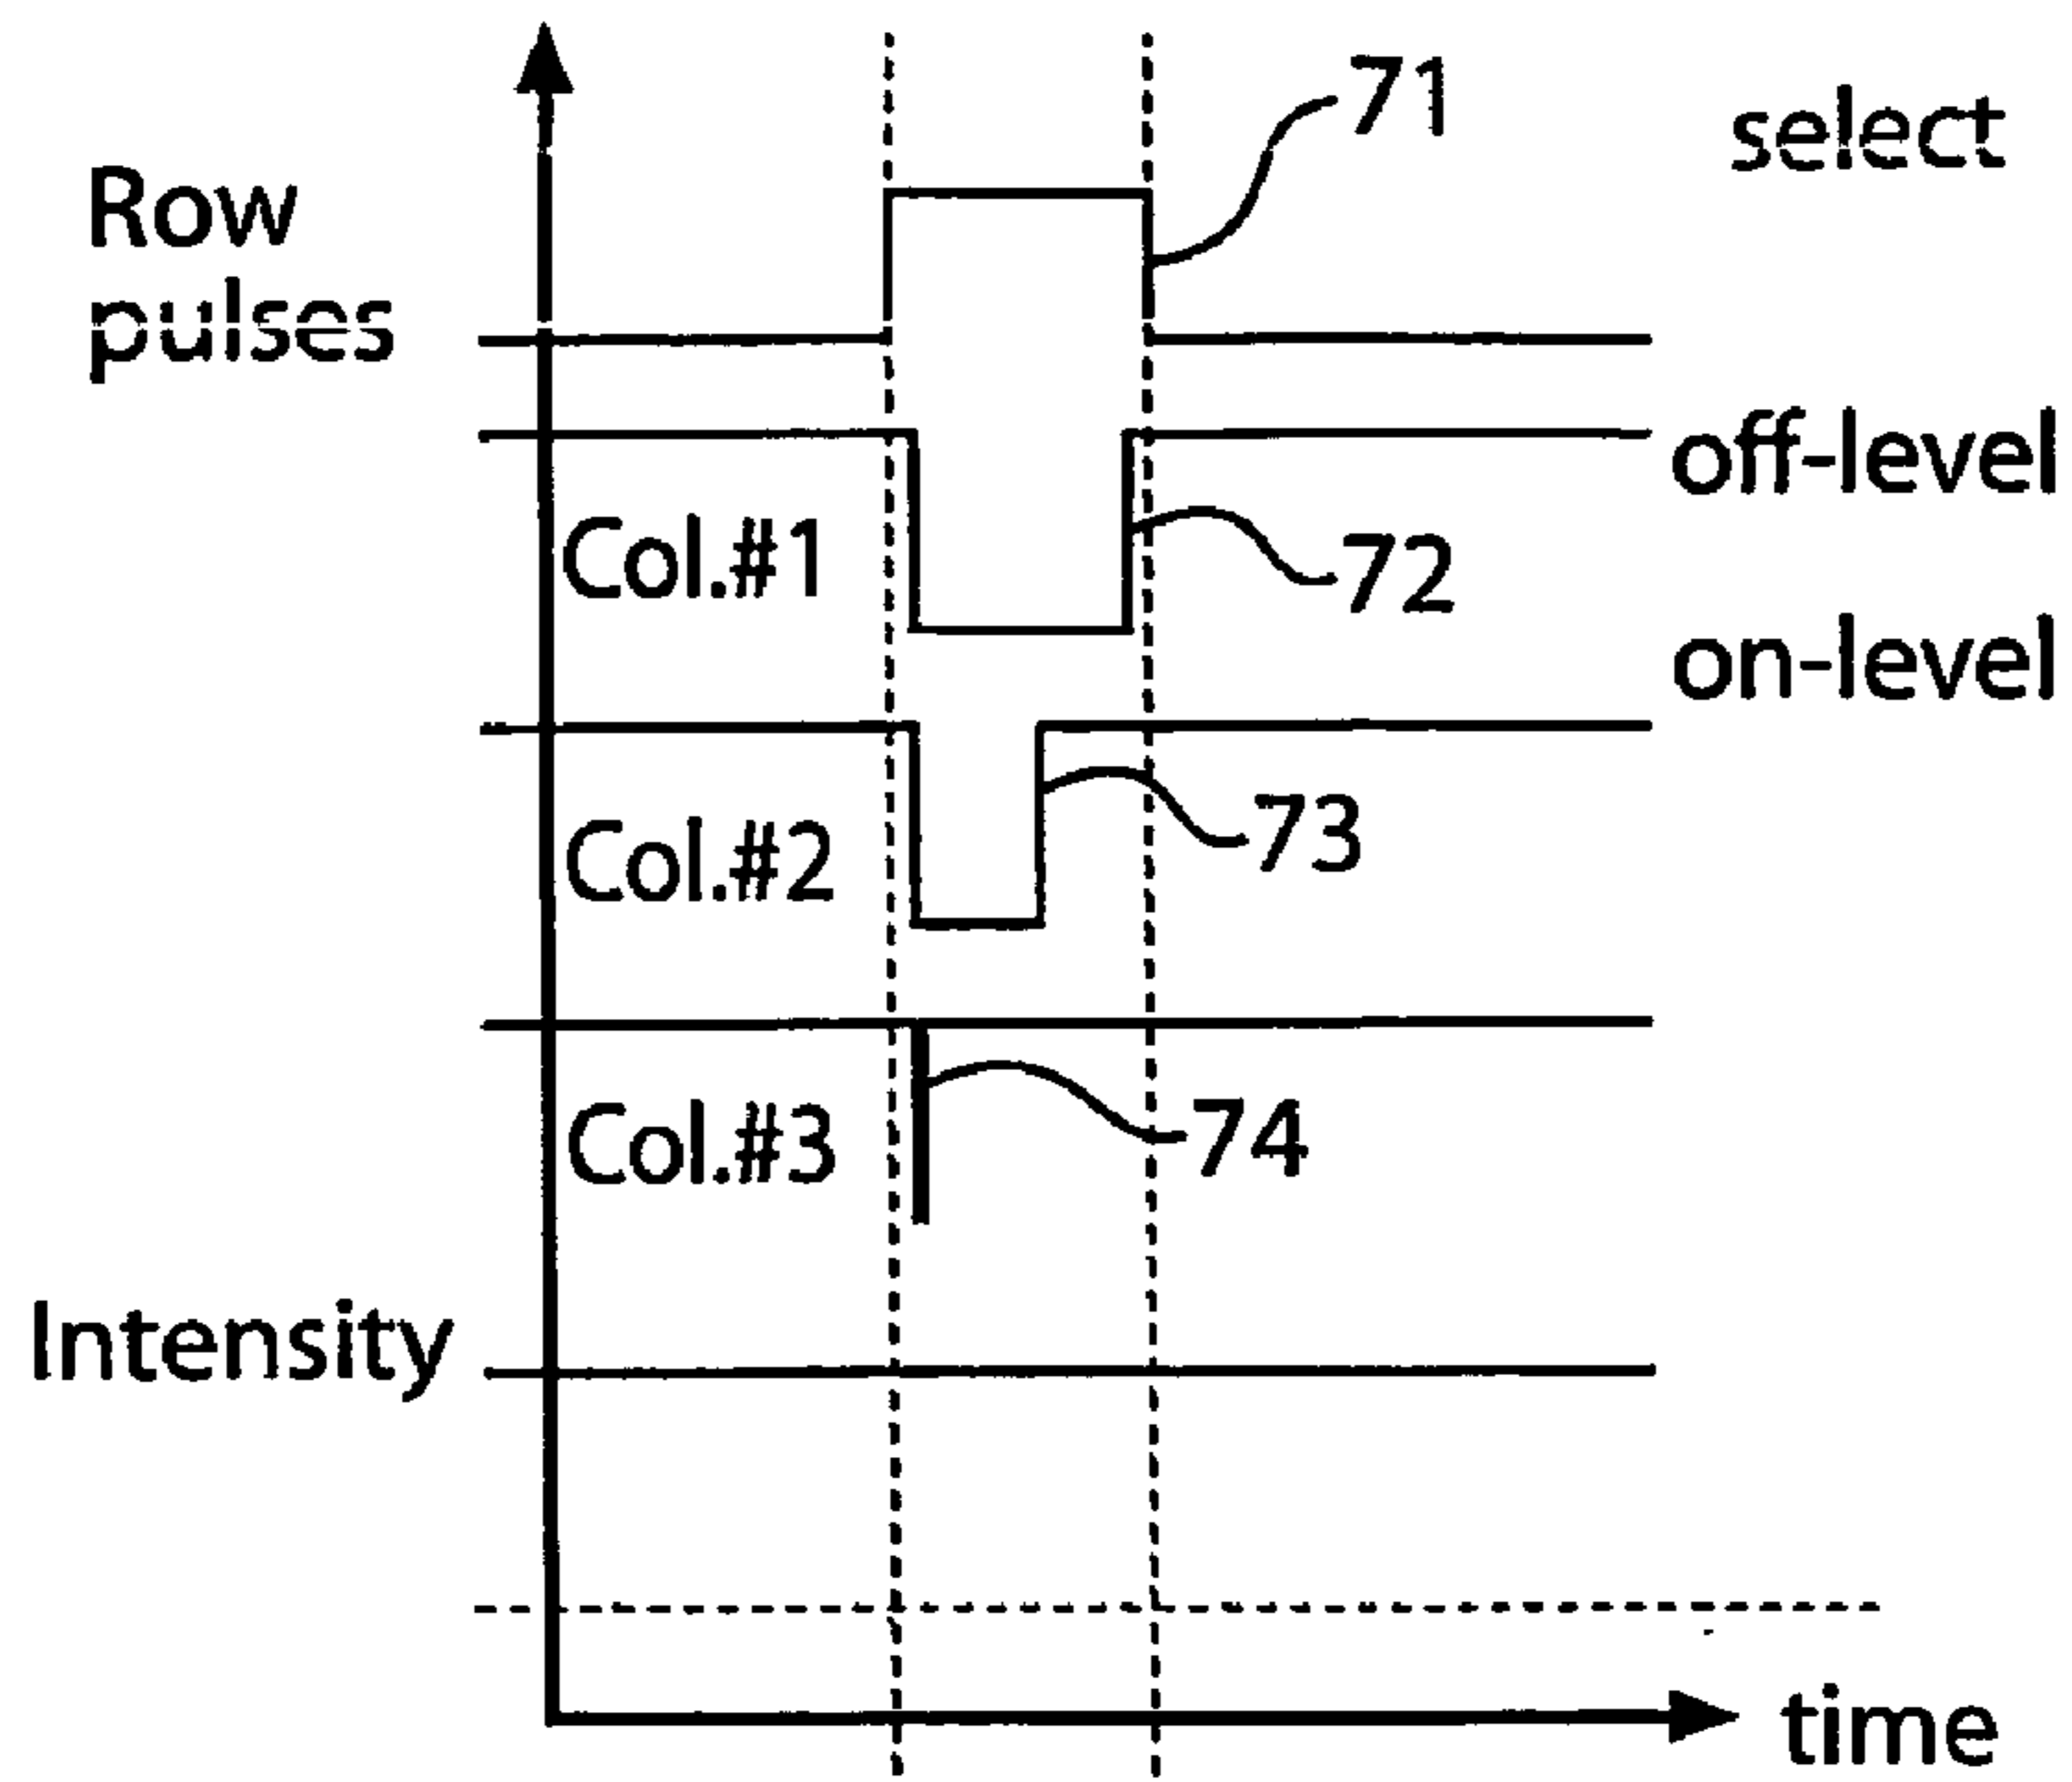 71
select
Row
pulses
off-level
Col.#1
72
on-level
Col.#2
73
Col.#3
74
Intensity
time